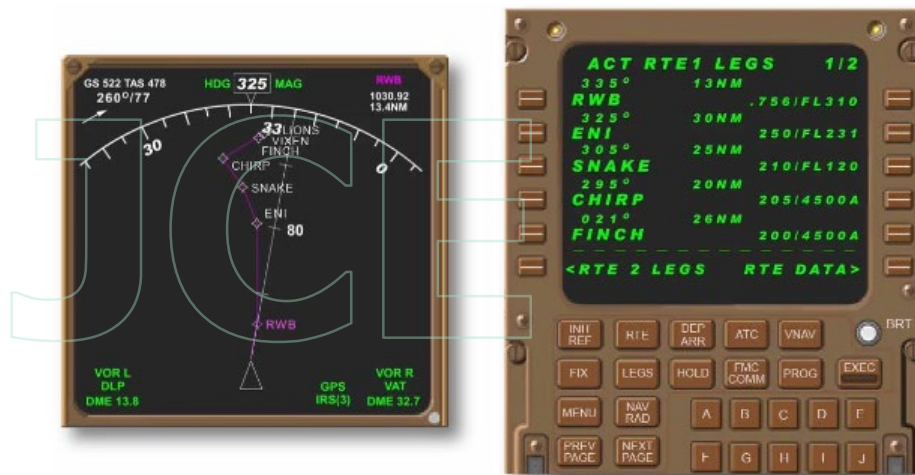 GS 522 TAS 478
HDG 325 MAG
RWB
260°/77
1030.92
13.4NM
30
33
0
LIONS
VIXEN
FINCH
CHIRP
SNAKE
ENI
80
RWB
VOR L
DLP
DME 13.8
GPS
IRS(3)
VOR R
VAT
DME 32.7
JCE
ACT RTE1 LEGS 1/2
335° 13NM
RWB .756/FL310
325° 30NM
ENI 250/FL231
305° 25NM
SNAKE 210/FL120
295° 20NM
CHIRP 205/4500A
021° 26NM
FINCH 200/4500A
<RTE 2 LEGS RTE DATA>
BRT
INIT REF
RTE
DEP ARR
ATC
VNAV
FIX
LEGS
HOLD
FMC COMM
PROG
EXEC
MENU
NAV RAD
A B C D E
PREV PAGE
NEXT PAGE
F G H I J